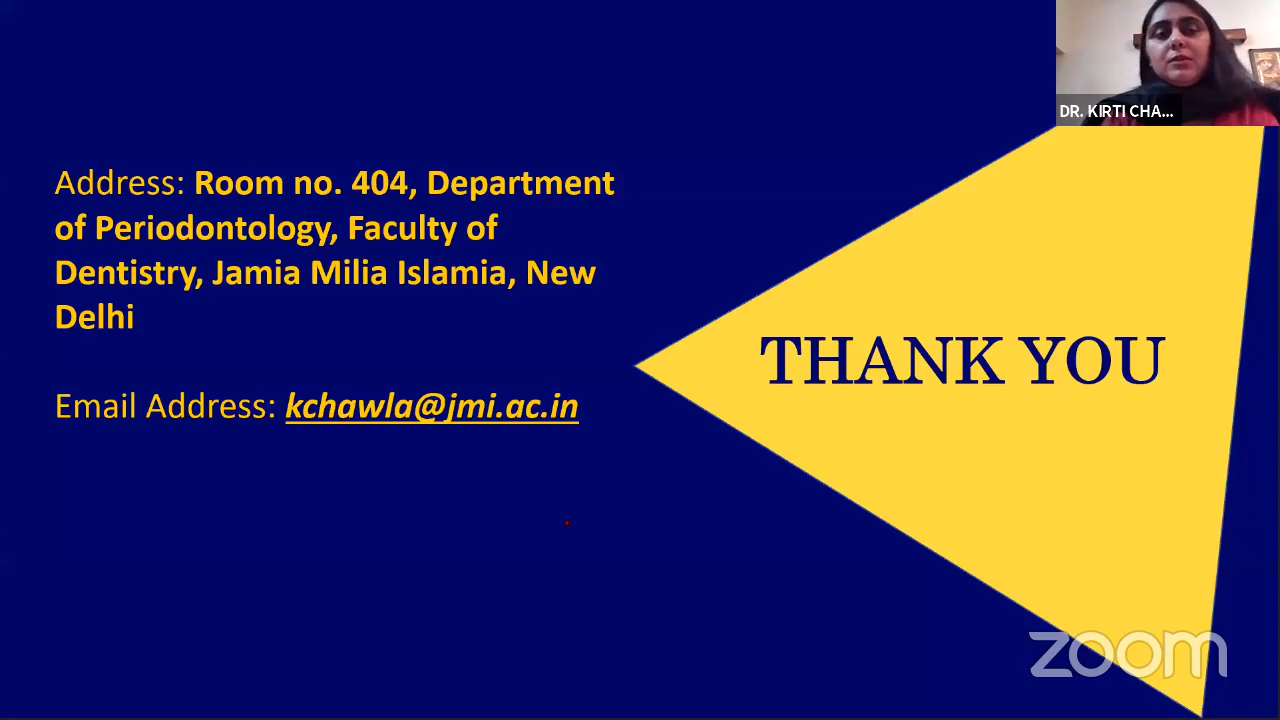 DR. KIRTI CHA...
Address: Room no. 404, Department
of Periodontology, Faculty of
Dentistry, Jamia Milia Islamia, New
Delhi
Email Address: kchawla@jmi.ac.in
THANK YOU
zoom